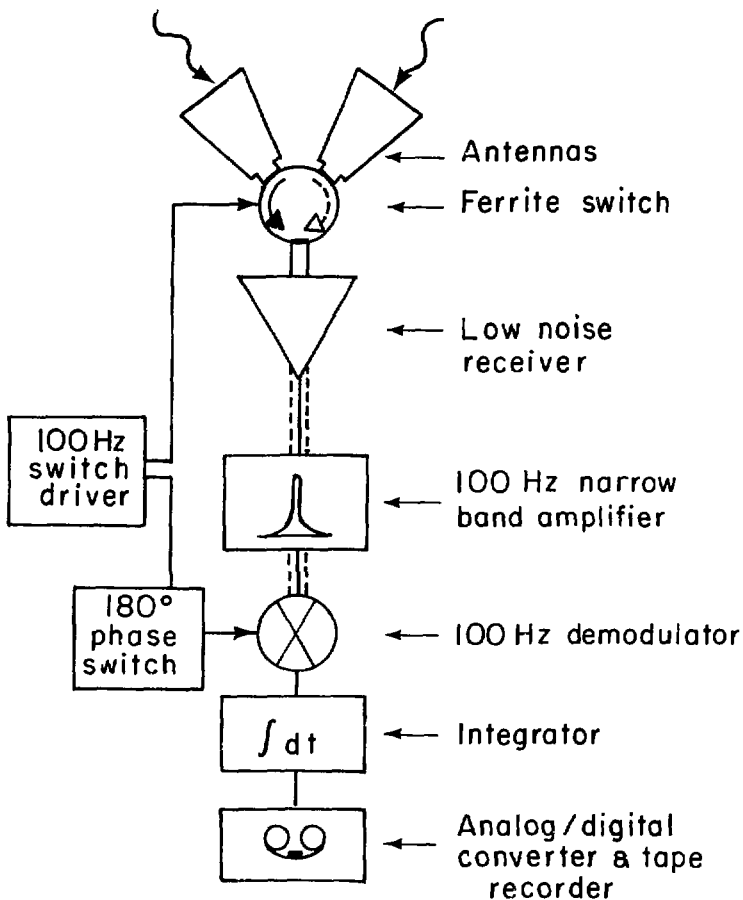 Antennas
Ferrite switch
Low noise
receiver
100 Hz
switch
driver
100 Hz narrow
band amplifier
180°
phase
switch
100 Hz demodulator
∫ dt
Integrator
Analog/digital
converter & tape
recorder